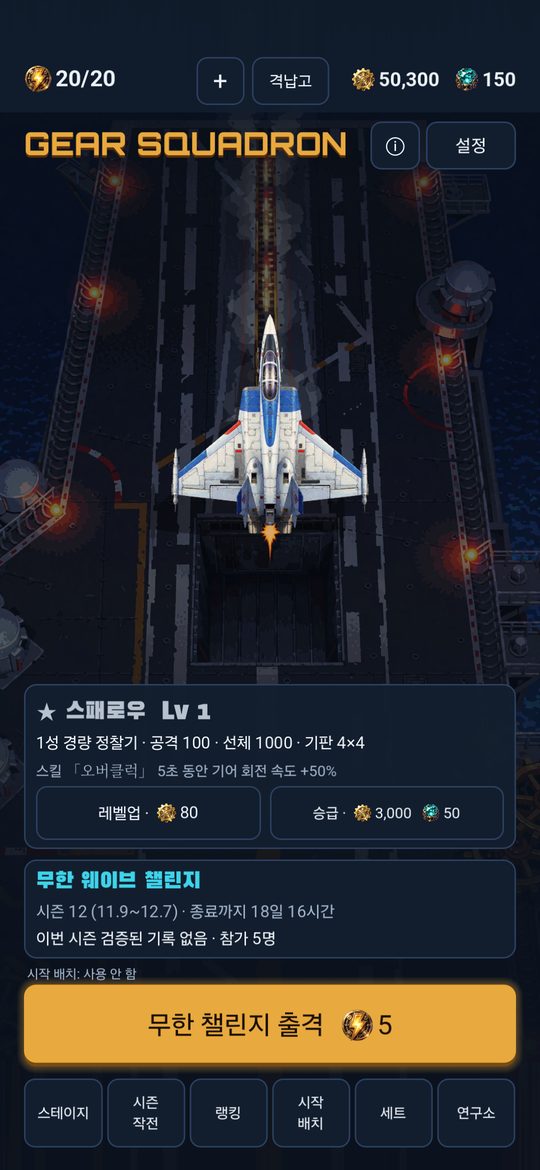 20/20
+
격납고
50,300
150
GEAR SQUADRON
설정
★ 스패로우 Lv 1
1성 경량 정찰기 · 공격 100 · 선체 1000 · 기판 4×4
스킬 「오버클럭」 5초 동안 기어 회전 속도 +50%
레벨업 · 80
승급 · 3,000 50
무한 웨이브 챌린지
시즌 12 (11.9~12.7) · 종료까지 18일 16시간
이번 시즌 검증된 기록 없음 · 참가 5명
시작 배치: 사용 안 함
무한 챌린지 출격 5
스테이지
시즌
작전
랭킹
시작
배치
세트
연구소